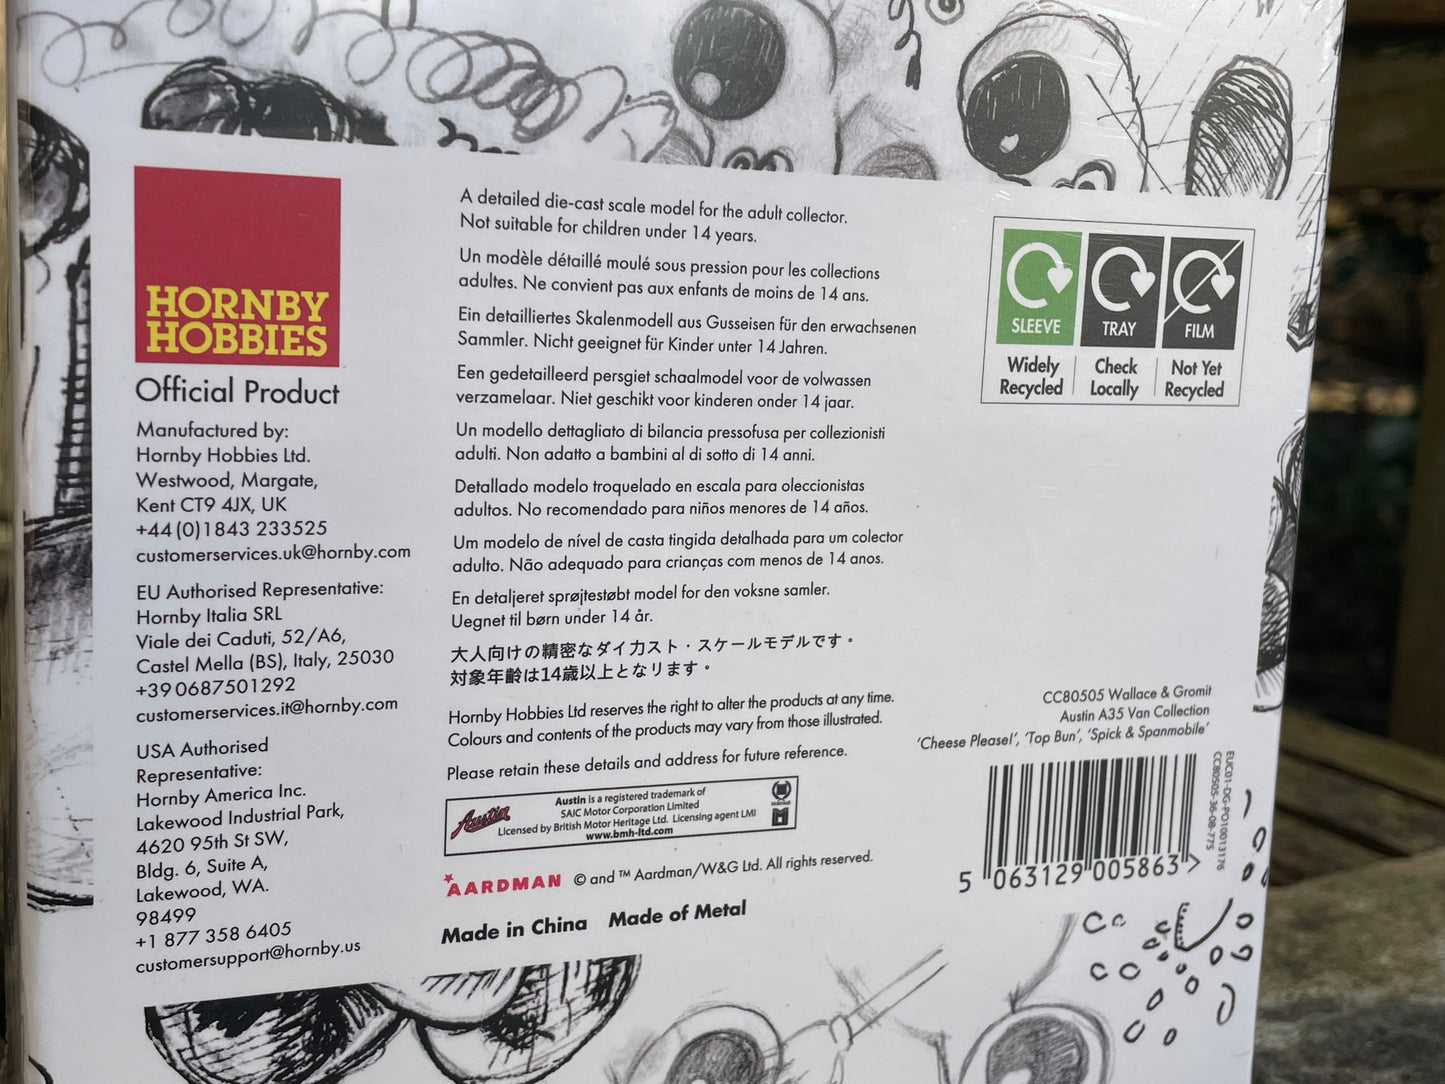 HORNBY
HOBBIES
Official Product
Manufactured by:
Hornby Hobbies Ltd.
Westwood, Margate,
Kent CT9 4JX, UK
+44(0)1843 233525
customerservices.uk@hornby.com
EU Authorised Representative:
Hornby Italia SRL
Viale dei Caduti, 52/A6,
Castel Mella (BS), Italy, 25030
+39 0687501292
customerservices.it@hornby.com
USA Authorised
Representative:
Hornby America Inc.
Lakewood Industrial Park,
4620 95th St SW,
Bldg. 6, Suite A,
Lakewood, WA.
98499
+1 877 358 6405
customersupport@hornby.us
A detailed die-cast scale model for the adult collector.
Not suitable for children under 14 years.
Un modèle détaillé moulé sous pression pour les collections
adultes. Ne convient pas aux enfants de moins de 14 ans.
Ein detailliertes Skalenmodell aus Gusseisen für den erwachsenen
Sammler. Nicht geeignet für Kinder unter 14 Jahren.
Een gedetailleerd persgiet schaalmodel voor de volwassen
verzamelaar. Niet geschikt voor kinderen onder 14 jaar.
Un modello dettagliato di bilancia pressofusa per collezionisti
adulti. Non adatto a bambini al di sotto di 14 anni.
Detallado modelo troquelado en escala para oleccionistas
adultos. No recomendado para niños menores de 14 años.
Um modelo de nível de casta tingida detalhada para um colector
adulto. Não adequado para crianças com menos de 14 anos.
En detaljeret sprøjtestøbt model for den voksne samler.
Uegnet til børn under 14 år.
大人向けの精密なダイカスト・スケールモデルです。
対象年齢は14歳以上となります。
Hornby Hobbies Ltd reserves the right to alter the products at any time.
Colours and contents of the products may vary from those illustrated.
Please retain these details and address for future reference.
Austin
Austin is a registered trademark of
SAIC Motor Corporation Limited
Licensed by British Motor Heritage Ltd. Licensing agent LMI
www.bmh-ltd.com
AARDMAN © and ™ Aardman/W&G Ltd. All rights reserved.
Made in China Made of Metal
SLEEVE TRAY FILM
Widely Recycled
Check Locally
Not Yet Recycled
CC80505 Wallace & Gromit
Austin A35 Van Collection
'Cheese Please!', 'Top Bun', 'Spick & Spanmobile'
5 063129 005863 >
EUC01-DG-PO10013176
CC80505-36-08-775